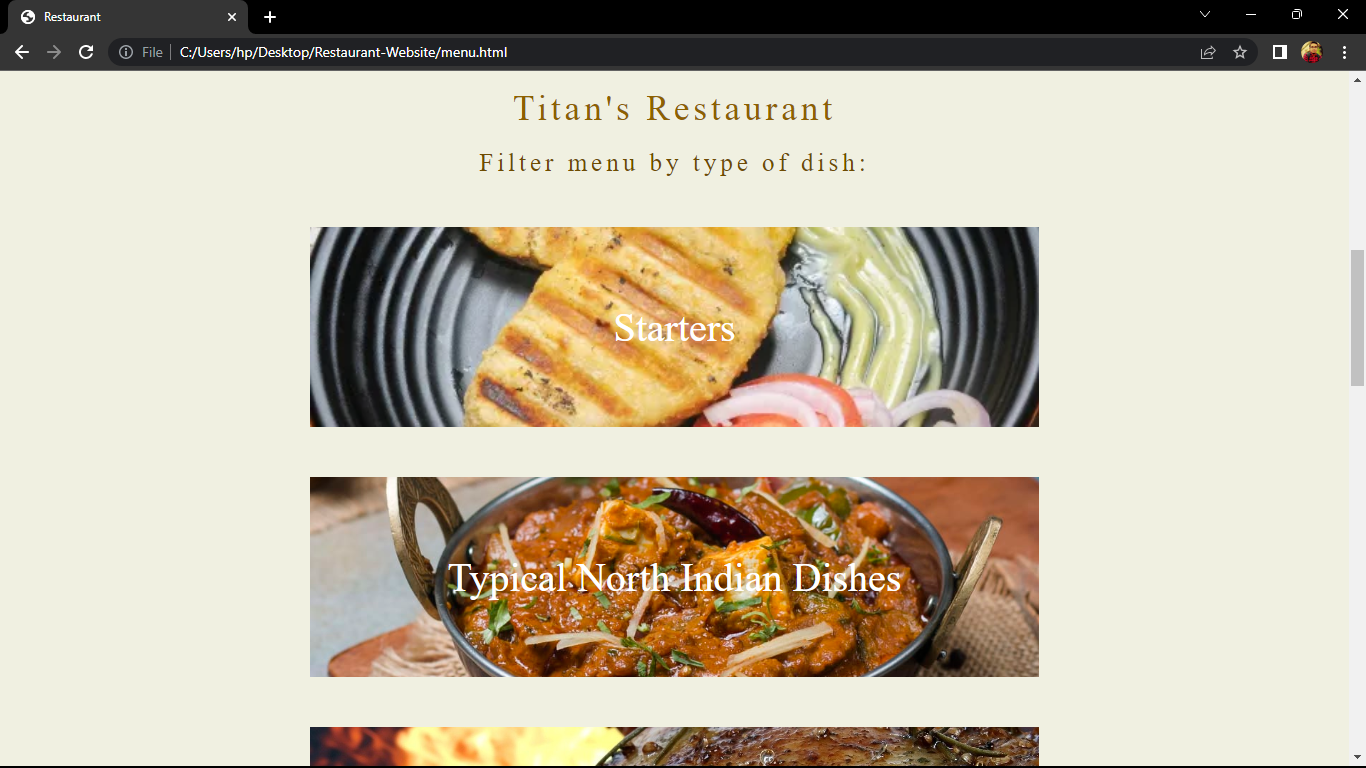 Restaurant
File
C:/Users/hp/Desktop/Restaurant-Website/menu.html
Titan's Restaurant
Filter menu by type of dish:
Starters
Typical North Indian Dishes